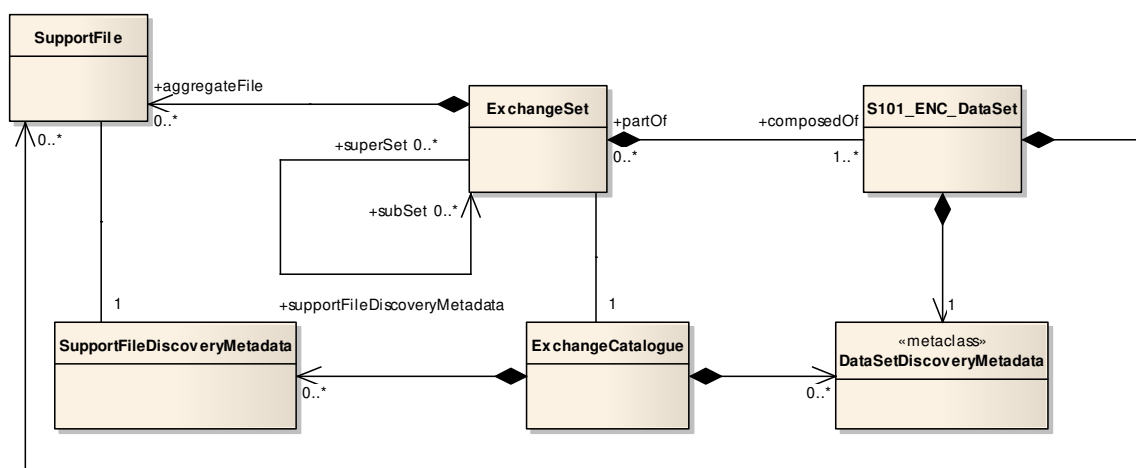 SupportFile
+aggregateFile
0..*
0..*
ExchangeSet
+partOf
0..*
+composedOf
1..*
S101_ENC_DataSet
+superSet 0..*
+subSet 0..*
1
+supportFileDiscoveryMetadata
1
1
SupportFileDiscoveryMetadata
0..*
ExchangeCatalogue
0..*
«metaclass»
DataSetDiscoveryMetadata